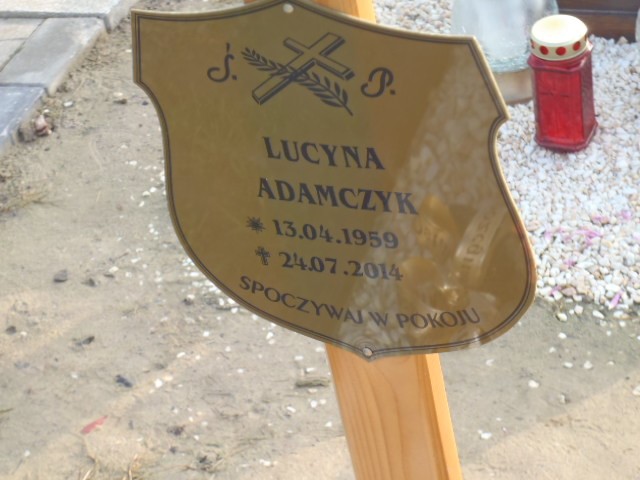 Ś. P.
LUCYNA
ADAMCZYK
* 13.04.1959
✝ 24.07.2014
SPOCZYWAJ W POKOJU